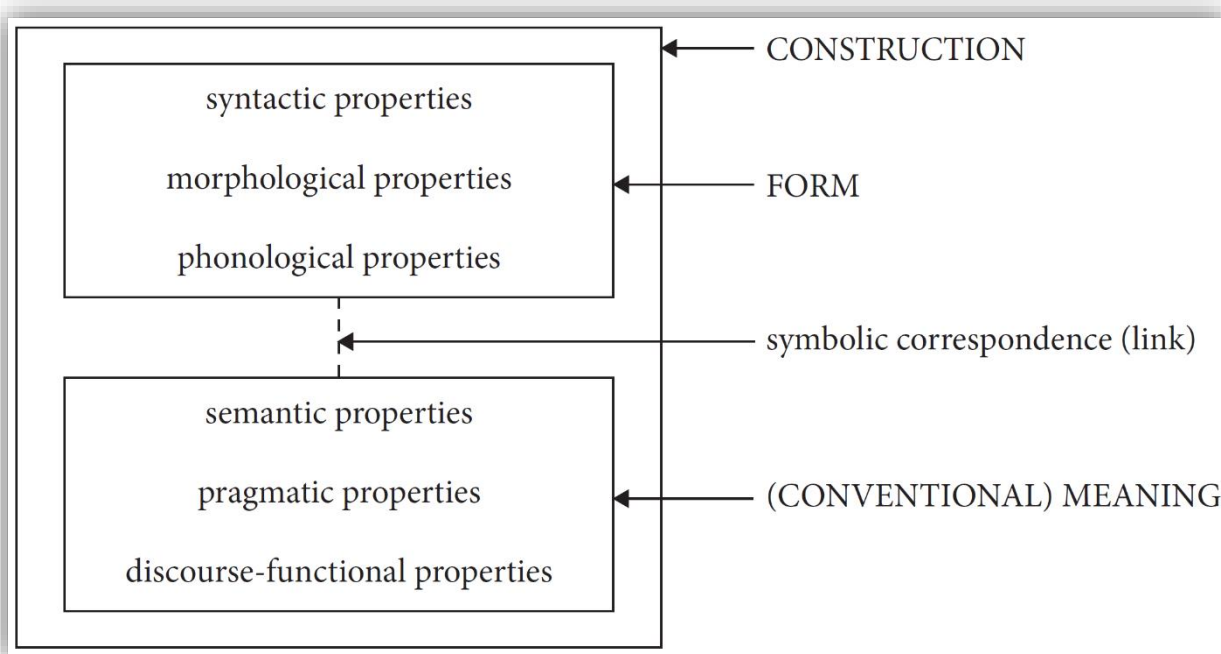 CONSTRUCTION
syntactic properties
morphological properties
FORM
phonological properties
symbolic correspondence (link)
semantic properties
pragmatic properties
(CONVENTIONAL) MEANING
discourse-functional properties